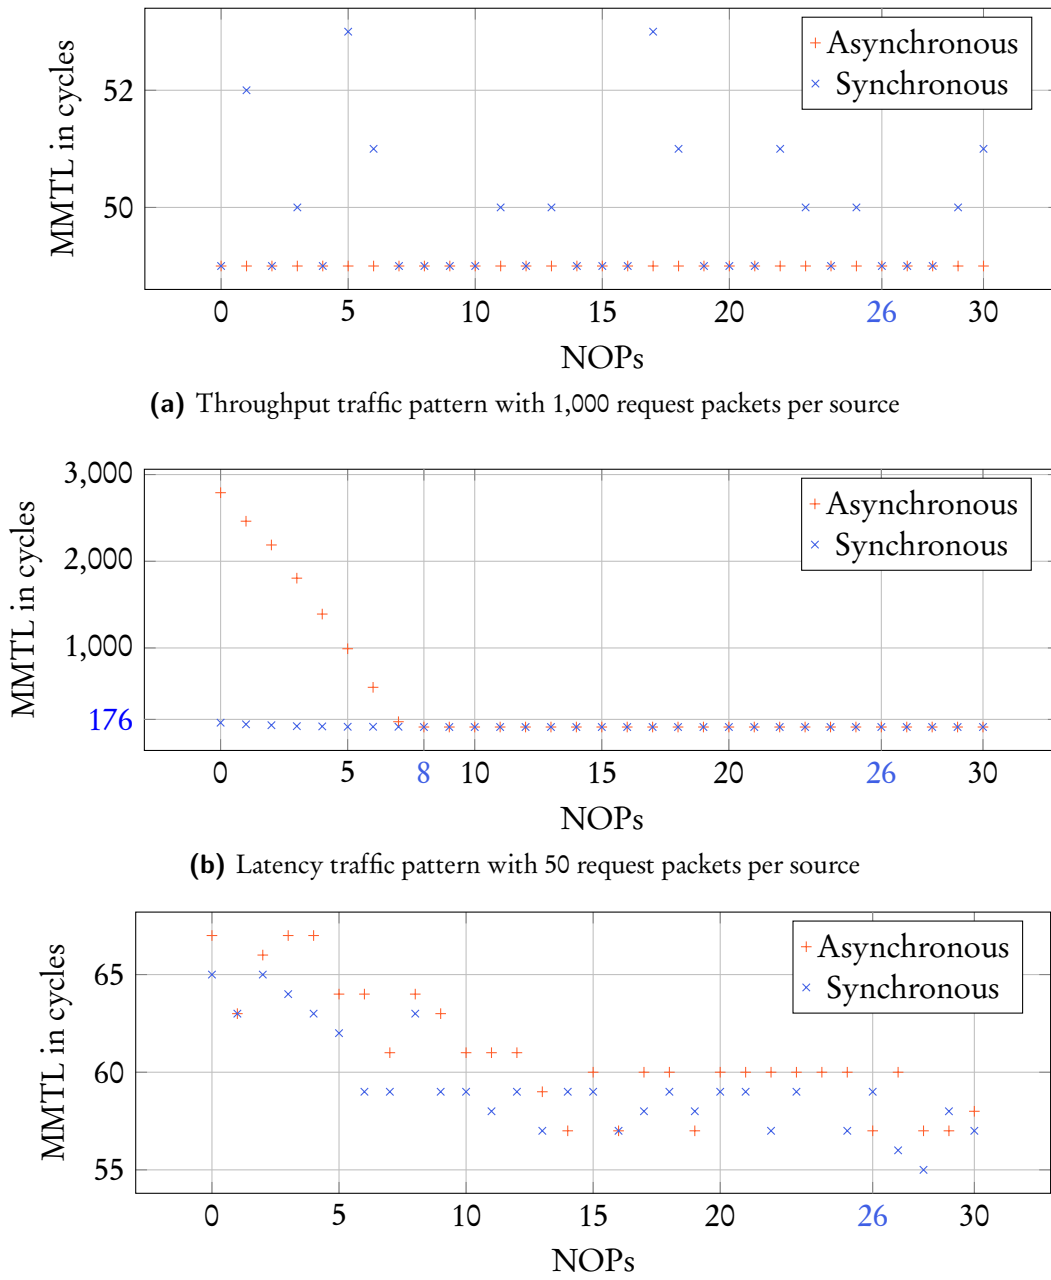 MMTL in cycles
52
50
Asynchronous
Synchronous
0 5 10 15 20 26 30
NOPs
(a) Throughput traffic pattern with 1,000 request packets per source
MMTL in cycles
3,000
2,000
1,000
176
Asynchronous
Synchronous
0 5 8 10 15 20 26 30
NOPs
(b) Latency traffic pattern with 50 request packets per source
MMTL in cycles
65
60
55
Asynchronous
Synchronous
0 5 10 15 20 26 30
NOPs